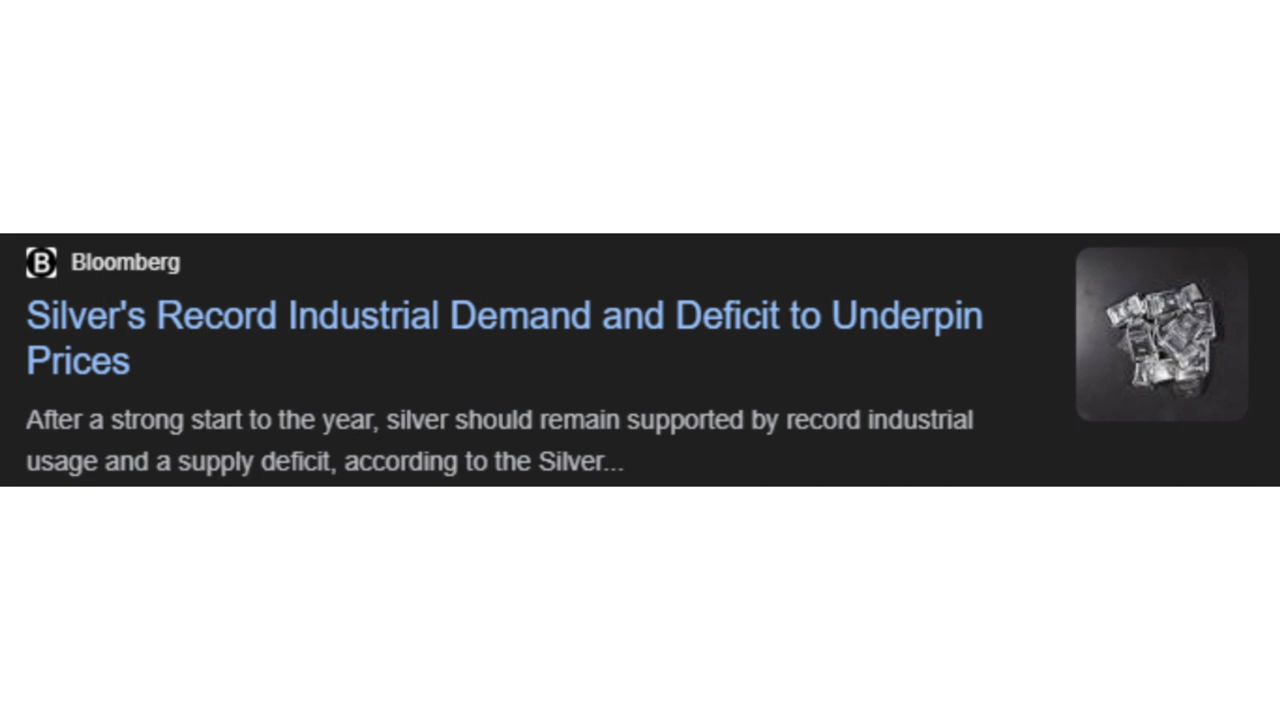 B Bloomberg
Silver's Record Industrial Demand and Deficit to Underpin
Prices
After a strong start to the year, silver should remain supported by record industrial
usage and a supply deficit, according to the Silver...